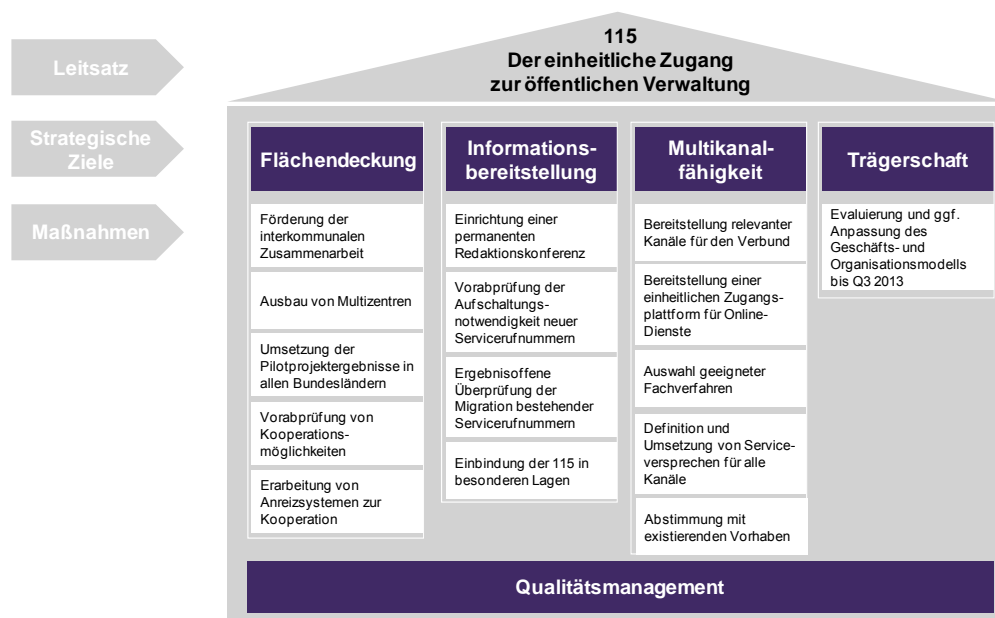 115
Der einheitliche Zugang
zur öffentlichen Verwaltung
Leitsatz
Strategische
Ziele
Maßnahmen
Flächendeckung
Förderung der
interkommunalen
Zusammenarbeit
Ausbau von Multizentren
Umsetzung der
Pilotprojektergebnisse in
allen Bundesländern
Vorabprüfung von
Kooperations-
möglichkeiten
Erarbeitung von
Anreizsystemen zur
Kooperation
Informations-
bereitstellung
Einrichtung einer
permanenten
Redaktionskonferenz
Vorabprüfung der
Aufschaltungs-
notwendigkeit neuer
Servicerufnummern
Ergebnisoffene
Überprüfung der
Migration bestehender
Servicerufnummern
Einbindung der 115 in
besonderen Lagen
Multikanal-
fähigkeit
Bereitstellung relevanter
Kanäle für den Verbund
Bereitstellung einer
einheitlichen Zugangs-
plattform für Online-
Dienste
Auswahl geeigneter
Fachverfahren
Definition und
Umsetzung von Service-
versprechen für alle
Kanäle
Abstimmung mit
existierenden Vorhaben
Trägerschaft
Evaluierung und ggf.
Anpassung des
Geschäfts- und
Organisationsmodells
bis Q3 2013
Qualitätsmanagement